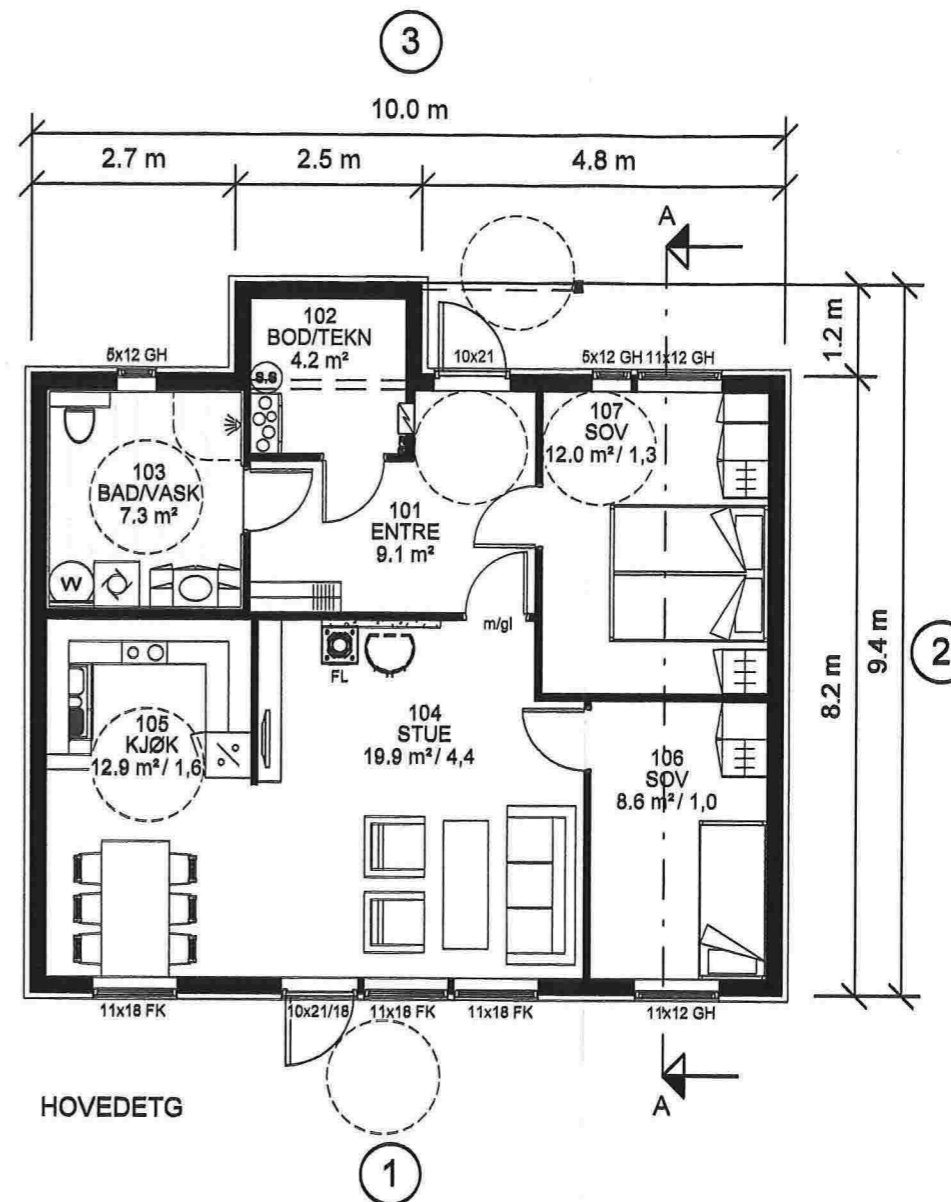 3
10.0 m
2.7 m
2.5 m
4.8 m
A
1.2 m
102
BOD/TEKN
4.2 m²
5x12 GH
10x21
5x12 GH
11x12 GH
S.S
107
SOV
12.0 m² / 1,3
103
BAD/VASK
7.3 m²
101
ENTRE
9.1 m²
W
m/gl
FL
8.2 m
9.4 m
2
105
KJØK
12.9 m² / 1,6
104
STUE
19.9 m² / 4,4
106
SOV
8.6 m² / 1,0
11x18 FK
10x21/18
11x18 FK
11x18 FK
11x12 GH
A
HOVEDETG
1